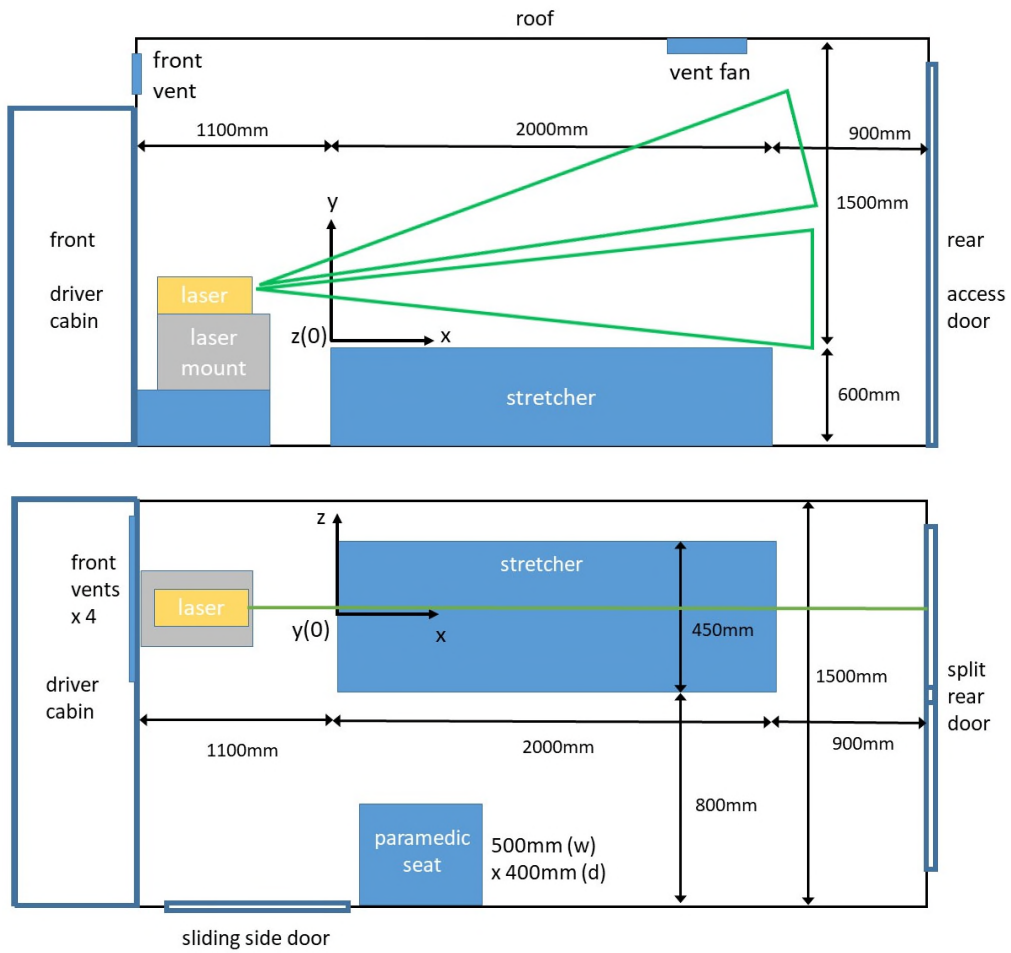 roof
front
vent
vent fan
1100mm
2000mm
900mm
y
1500mm
front
driver
cabin
laser
laser
mount
z(0)
x
rear
access
door
stretcher
600mm
z
front
vents
x 4
stretcher
laser
y(0)
x
450mm
driver
cabin
1500mm
split
rear
door
1100mm
2000mm
900mm
800mm
paramedic
seat
500mm (w)
x 400mm (d)
sliding side door